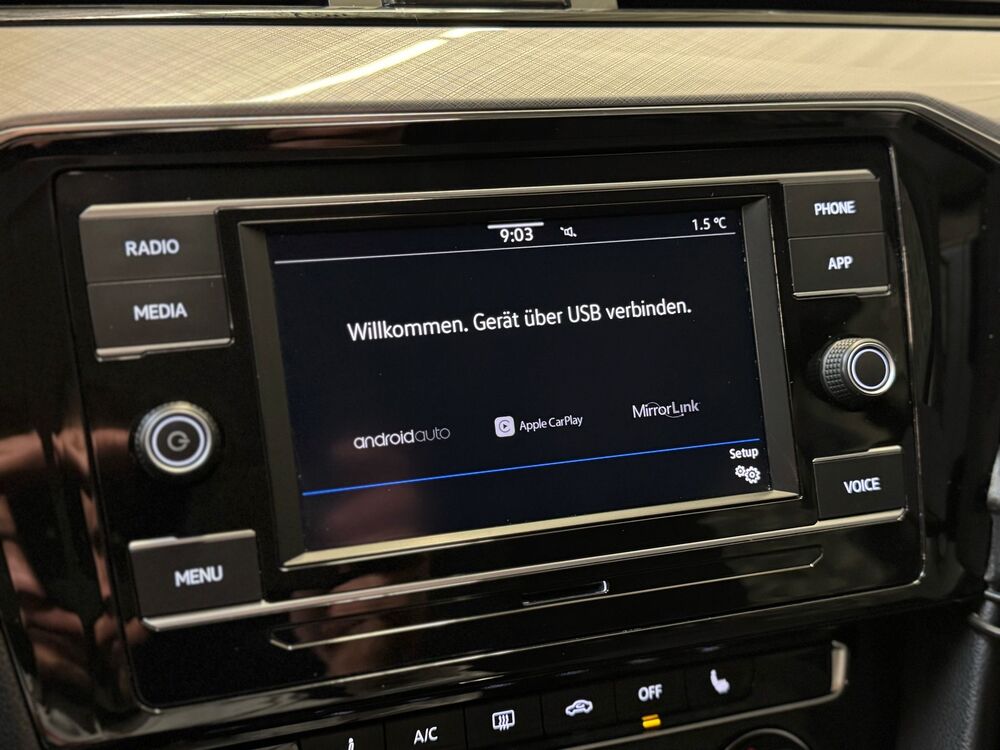 9:03
1.5 °C
PHONE
RADIO
APP
MEDIA
Willkommen. Gerät über USB verbinden.
androidauto
Apple CarPlay
MirrorLink
Setup
VOICE
MENU
A/C
OFF